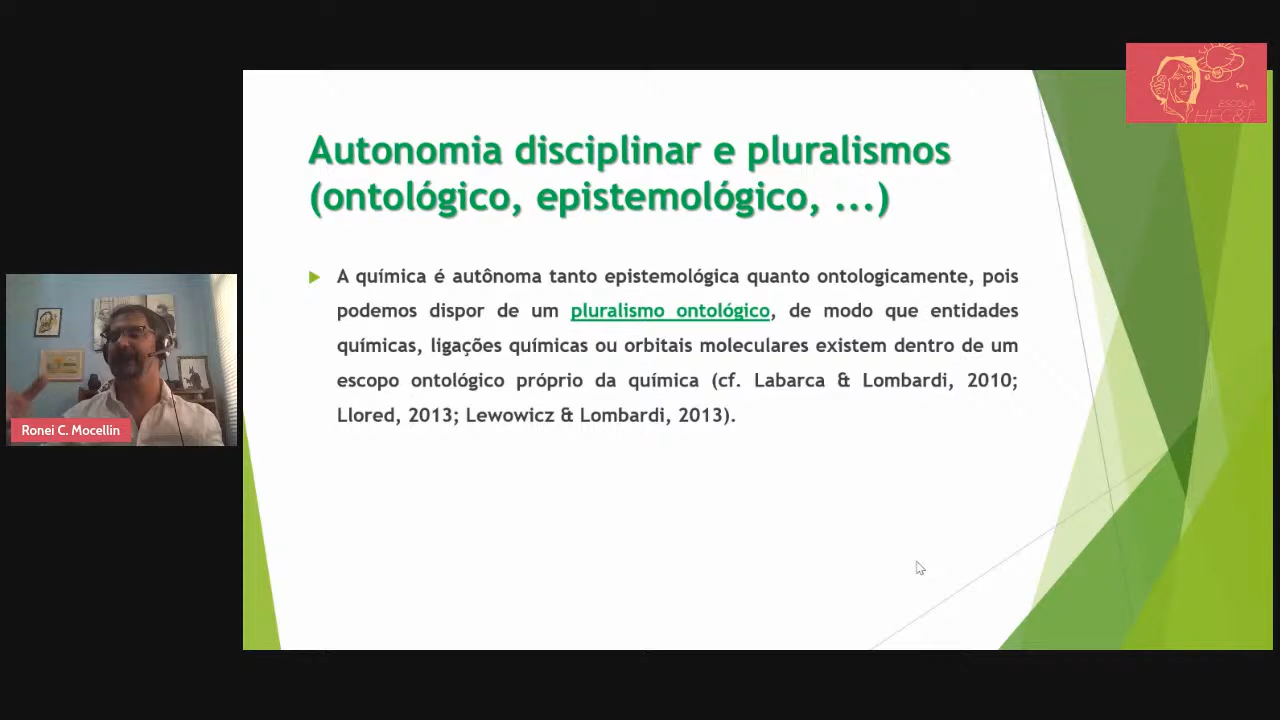 Autonomia disciplinar e pluralismos
(ontológico, epistemológico, ...)
A química é autônoma tanto epistemológica quanto ontologicamente, pois
podemos dispor de um pluralismo ontológico, de modo que entidades
químicas, ligações químicas ou orbitais moleculares existem dentro de um
escopo ontológico próprio da química (cf. Labarca & Lombardi, 2010;
Llored, 2013; Lewowicz & Lombardi, 2013).
Ronei C. Mocellin
ESCOLA
HFC&T